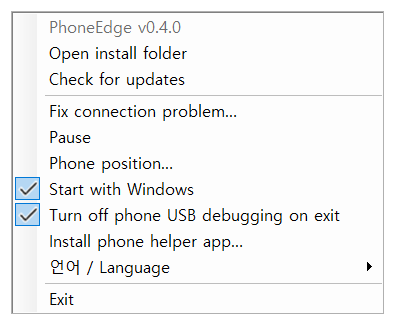 PhoneEdge v0.4.0
Open install folder
Check for updates
Fix connection problem...
Pause
Phone position...
Start with Windows
Turn off phone USB debugging on exit
Install phone helper app...
언어 / Language
Exit